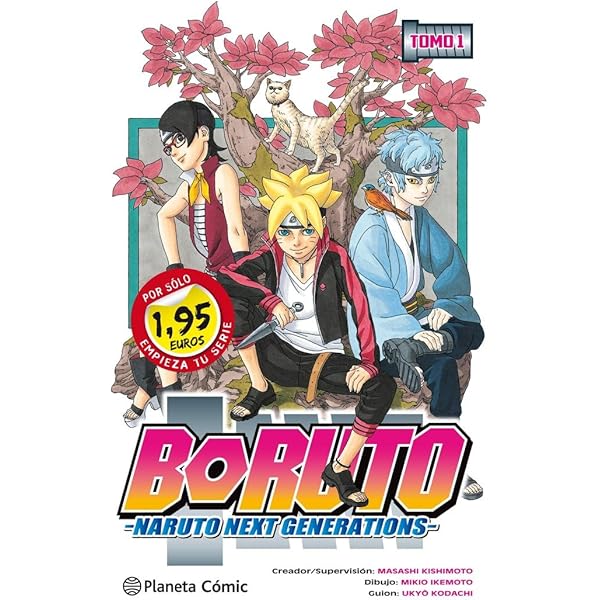 TOMO 1
POR SÓLO
1,95
EUROS
EMPIEZA TU SERIE
BORUTO
-NARUTO NEXT GENERATIONS-
Planeta Cómic
Creador/Supervisión: MASASHI KISHIMOTO
Dibujo: MIKIO IKEMOTO
Guion: UKYÔ KODACHI